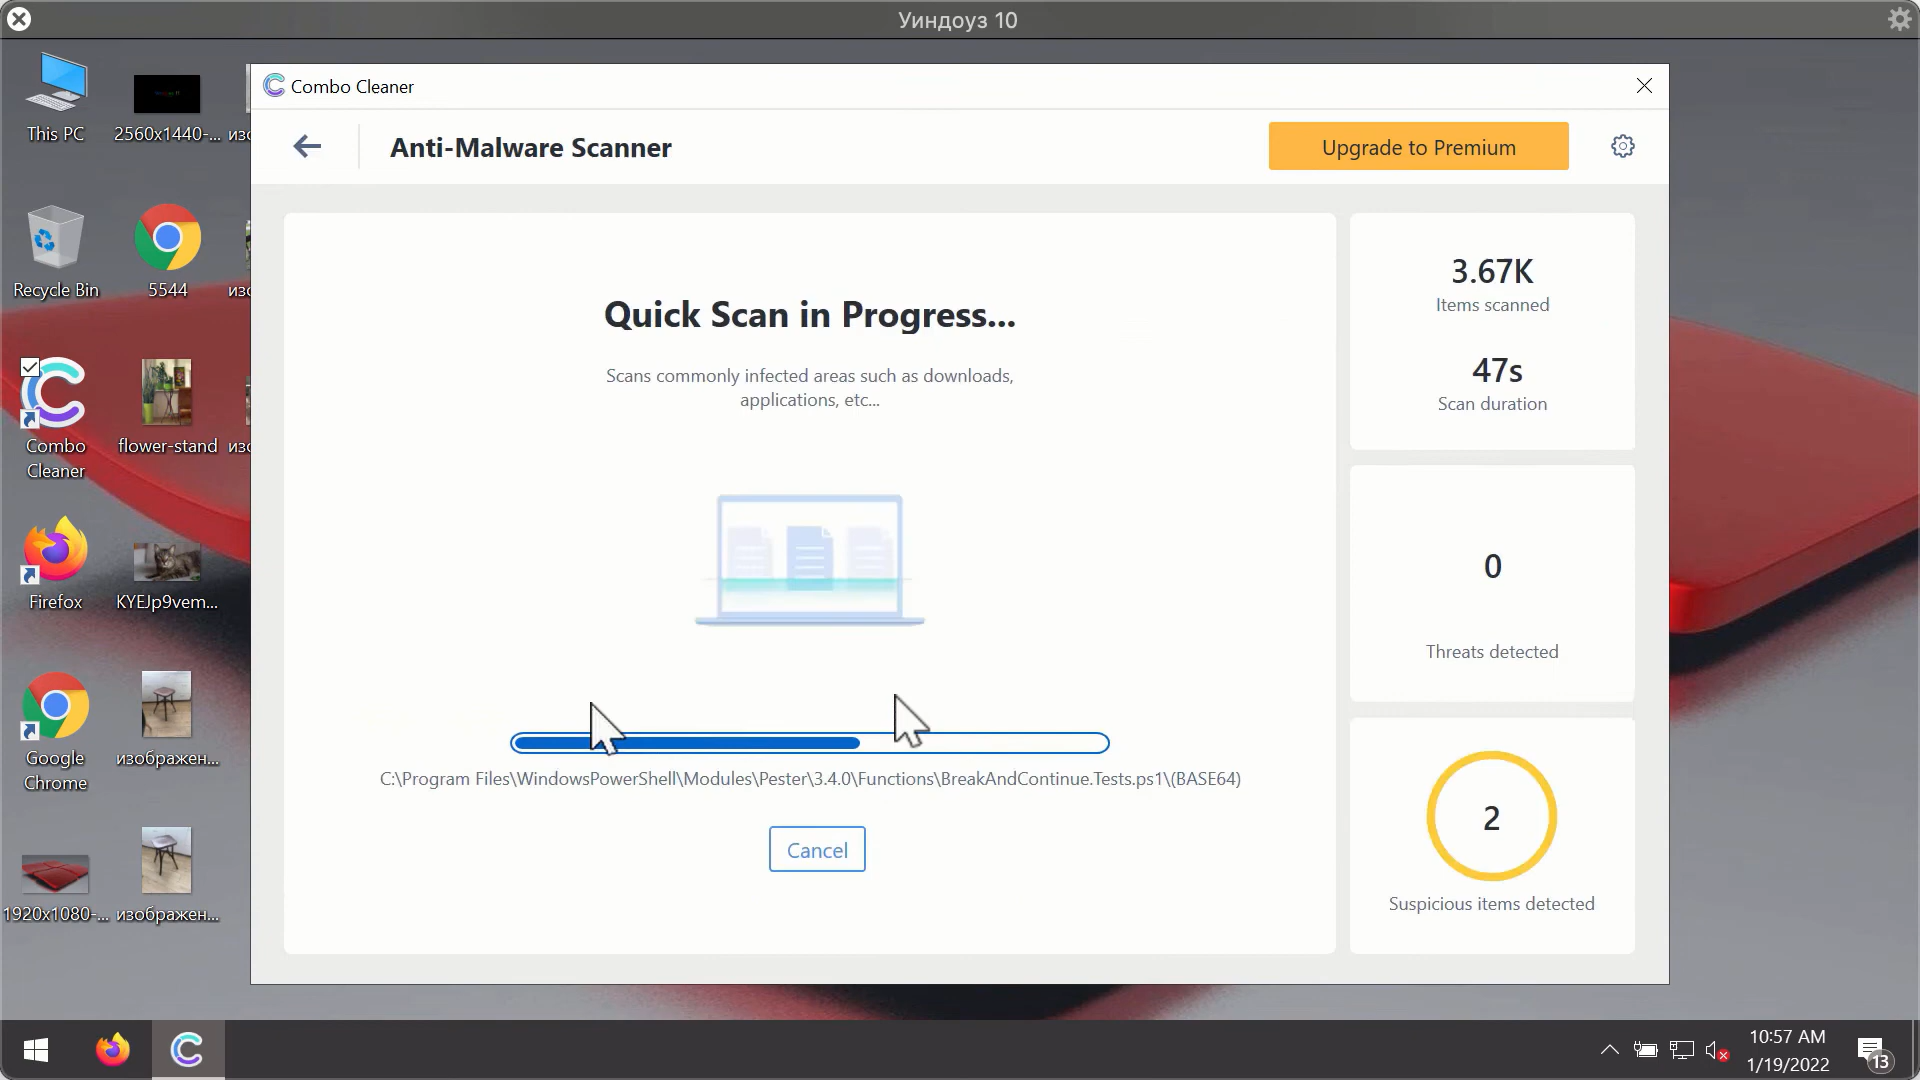 Уиндоуз 10
This PC
2560x1440-...
Recycle Bin
5544
Combo
Cleaner
flower-stand
Firefox
KYEJp9vem...
Google
Chrome
изображен...
1920x1080-...
изображен...
Combo Cleaner
Anti-Malware Scanner
Upgrade to Premium
Quick Scan in Progress...
Scans commonly infected areas such as downloads,
applications, etc...
C:\Program Files\WindowsPowerShell\Modules\Pester\3.4.0\Functions\BreakAndContinue.Tests.ps1\(BASE64)
Cancel
3.67K
Items scanned
47s
Scan duration
0
Threats detected
2
Suspicious items detected
10:57 AM
1/19/2022
13